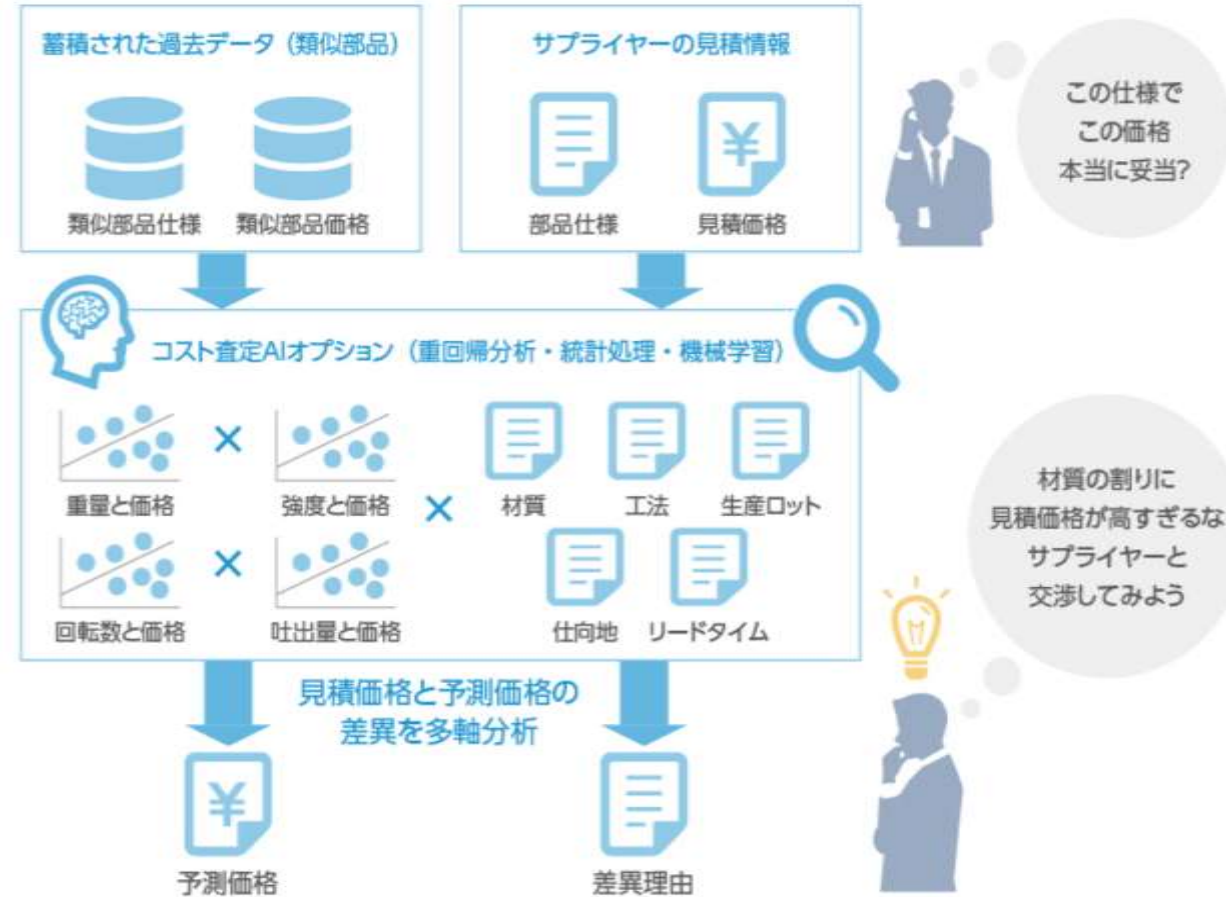 蓄積された過去データ（類似部品）
サプライヤーの見積情報
¥
類似部品仕様
類似部品価格
部品仕様
見積価格
この仕様で
この価格
本当に妥当?
コスト査定AIオプション（重回帰分析・統計処理・機械学習）
×
重量と価格
強度と価格
×
材質
工法
生産ロット
×
回転数と価格
吐出量と価格
仕向地
リードタイム
材質の割りに
見積価格が高すぎるな
サプライヤーと
交渉してみよう
見積価格と予測価格の
差異を多軸分析
¥
予測価格
差異理由